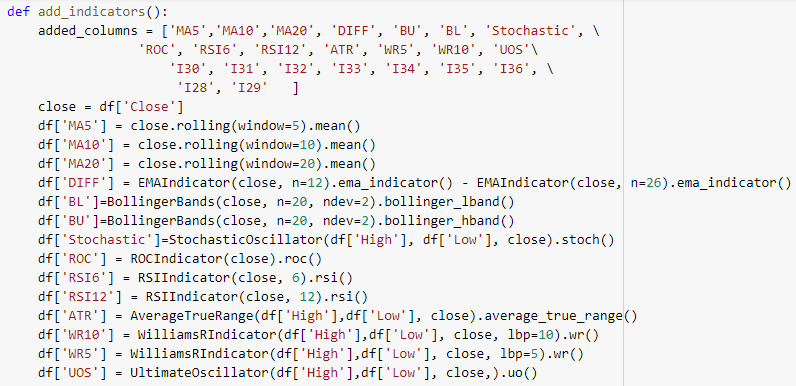 def add_indicators():
    added_columns = ['MA5','MA10','MA20', 'DIFF', 'BU', 'BL', 'Stochastic', \
                 'ROC', 'RSI6', 'RSI12', 'ATR', 'WR5', 'WR10', 'UOS'\
                     'I30', 'I31', 'I32', 'I33', 'I34', 'I35', 'I36', \
                      'I28', 'I29'   ]
    close = df['Close']
    df['MA5'] = close.rolling(window=5).mean()
    df['MA10'] = close.rolling(window=10).mean()
    df['MA20'] = close.rolling(window=20).mean()
    df['DIFF'] = EMAIndicator(close, n=12).ema_indicator() - EMAIndicator(close, n=26).ema_indicator()
    df['BL']=BollingerBands(close, n=20, ndev=2).bollinger_lband()
    df['BU']=BollingerBands(close, n=20, ndev=2).bollinger_hband()
    df['Stochastic']=StochasticOscillator(df['High'], df['Low'], close).stoch()
    df['ROC'] = ROCIndicator(close).roc()
    df['RSI6'] = RSIIndicator(close, 6).rsi()
    df['RSI12'] = RSIIndicator(close, 12).rsi()
    df['ATR'] = AverageTrueRange(df['High'],df['Low'], close).average_true_range()
    df['WR10'] = WilliamsRIndicator(df['High'],df['Low'], close, lbp=10).wr()
    df['WR5'] = WilliamsRIndicator(df['High'],df['Low'], close, lbp=5).wr()
    df['UOS'] = UltimateOscillator(df['High'],df['Low'], close,).uo()